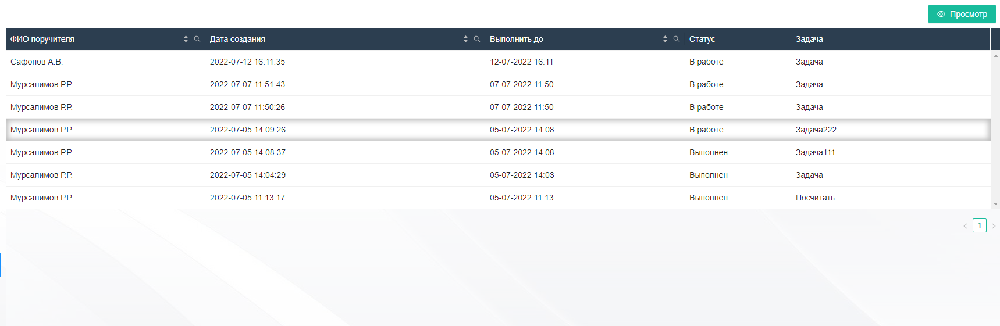 Просмотр
ФИО поручителя Дата создания Выполнить до Статус Задача
Сафонов А.В. 2022-07-12 16:11:35 12-07-2022 16:11 В работе Задача
Мурсалимов Р.Р. 2022-07-07 11:51:43 07-07-2022 11:50 В работе Задача
Мурсалимов Р.Р. 2022-07-07 11:50:26 07-07-2022 11:50 В работе Задача
Мурсалимов Р.Р. 2022-07-05 14:09:26 05-07-2022 14:08 В работе Задача222
Мурсалимов Р.Р. 2022-07-05 14:08:37 05-07-2022 14:08 Выполнен Задача111
Мурсалимов Р.Р. 2022-07-05 14:04:29 05-07-2022 14:03 Выполнен Задача
Мурсалимов Р.Р. 2022-07-05 11:13:17 05-07-2022 11:13 Выполнен Посчитать
1